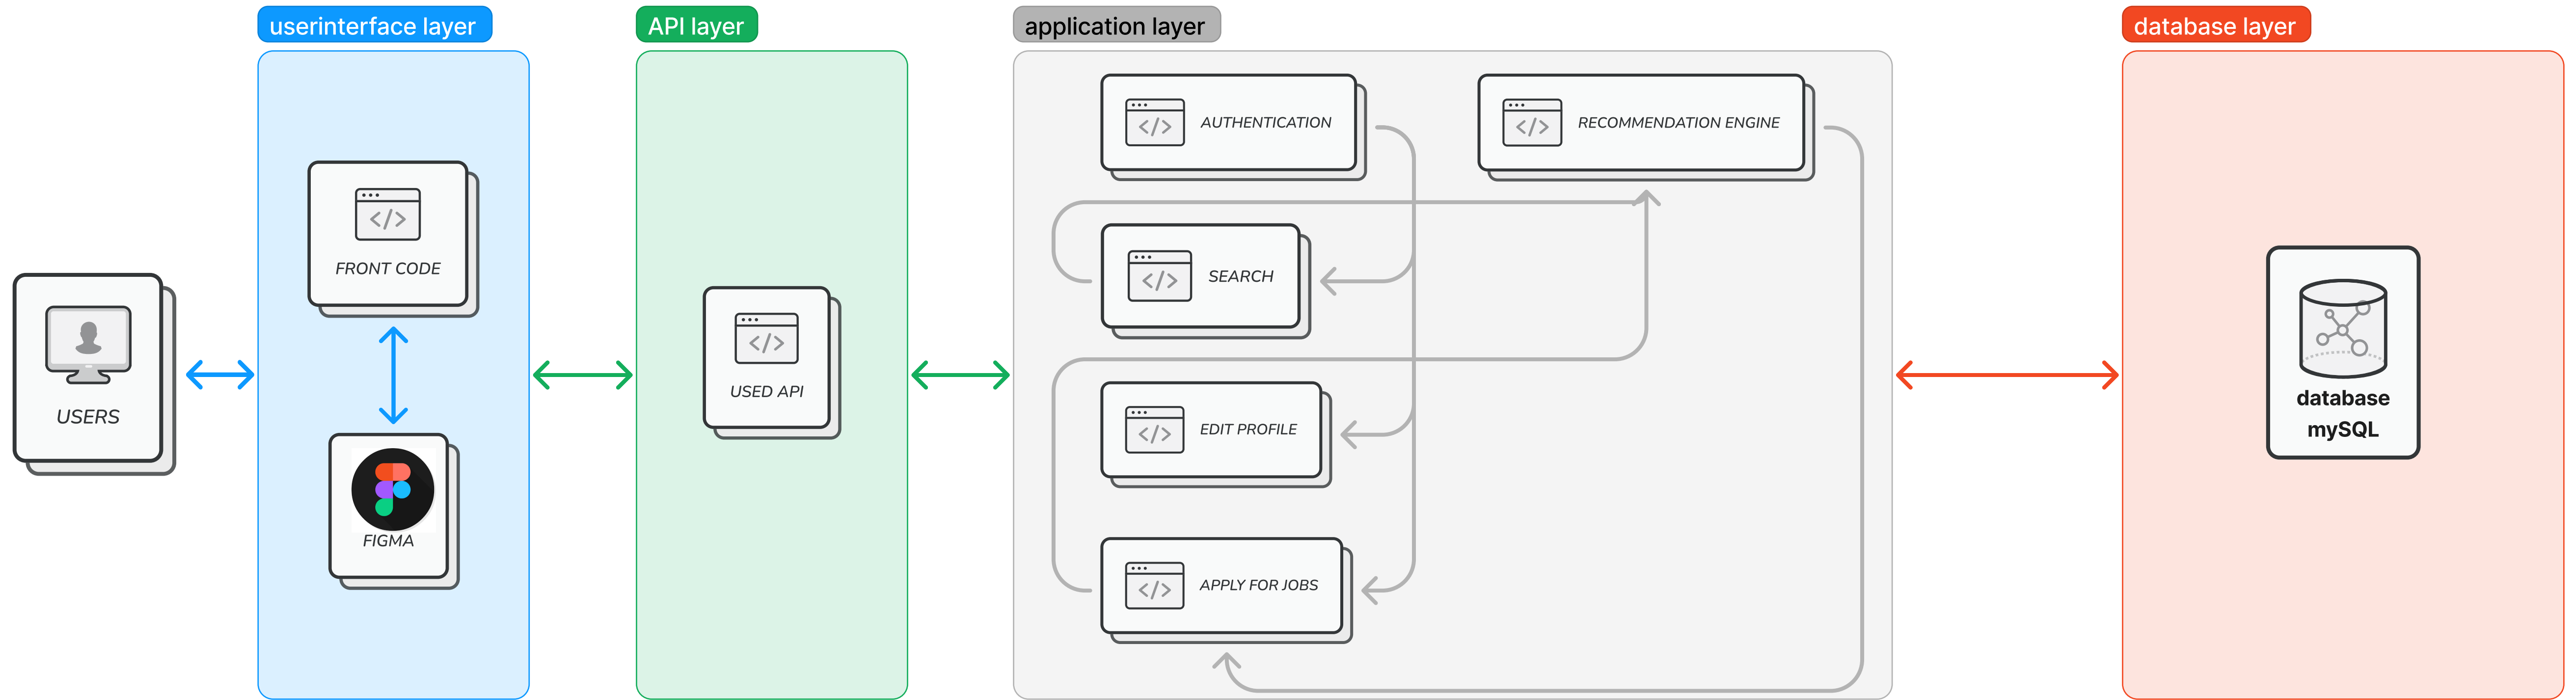 userinterface layer
API layer
application layer
database layer
AUTHENTICATION
RECOMMENDATION ENGINE
FRONT CODE
SEARCH
USERS
USED API
EDIT PROFILE
database
mySQL
FIGMA
APPLY FOR JOBS